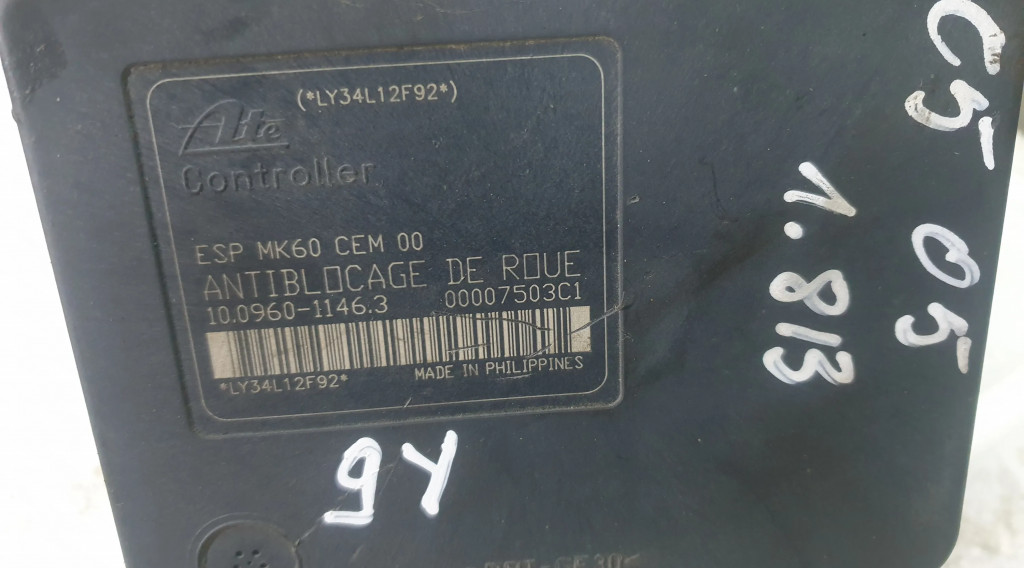 (*LY34L12F92*)
Ate
Controller
ESP MK60 CEM 00
ANTIBLOCAGE DE ROUE
10.0960-1146.3 00007503C1
*LY34L12F92*
MADE IN PHILIPPINES
C5 05
1.813
9Y